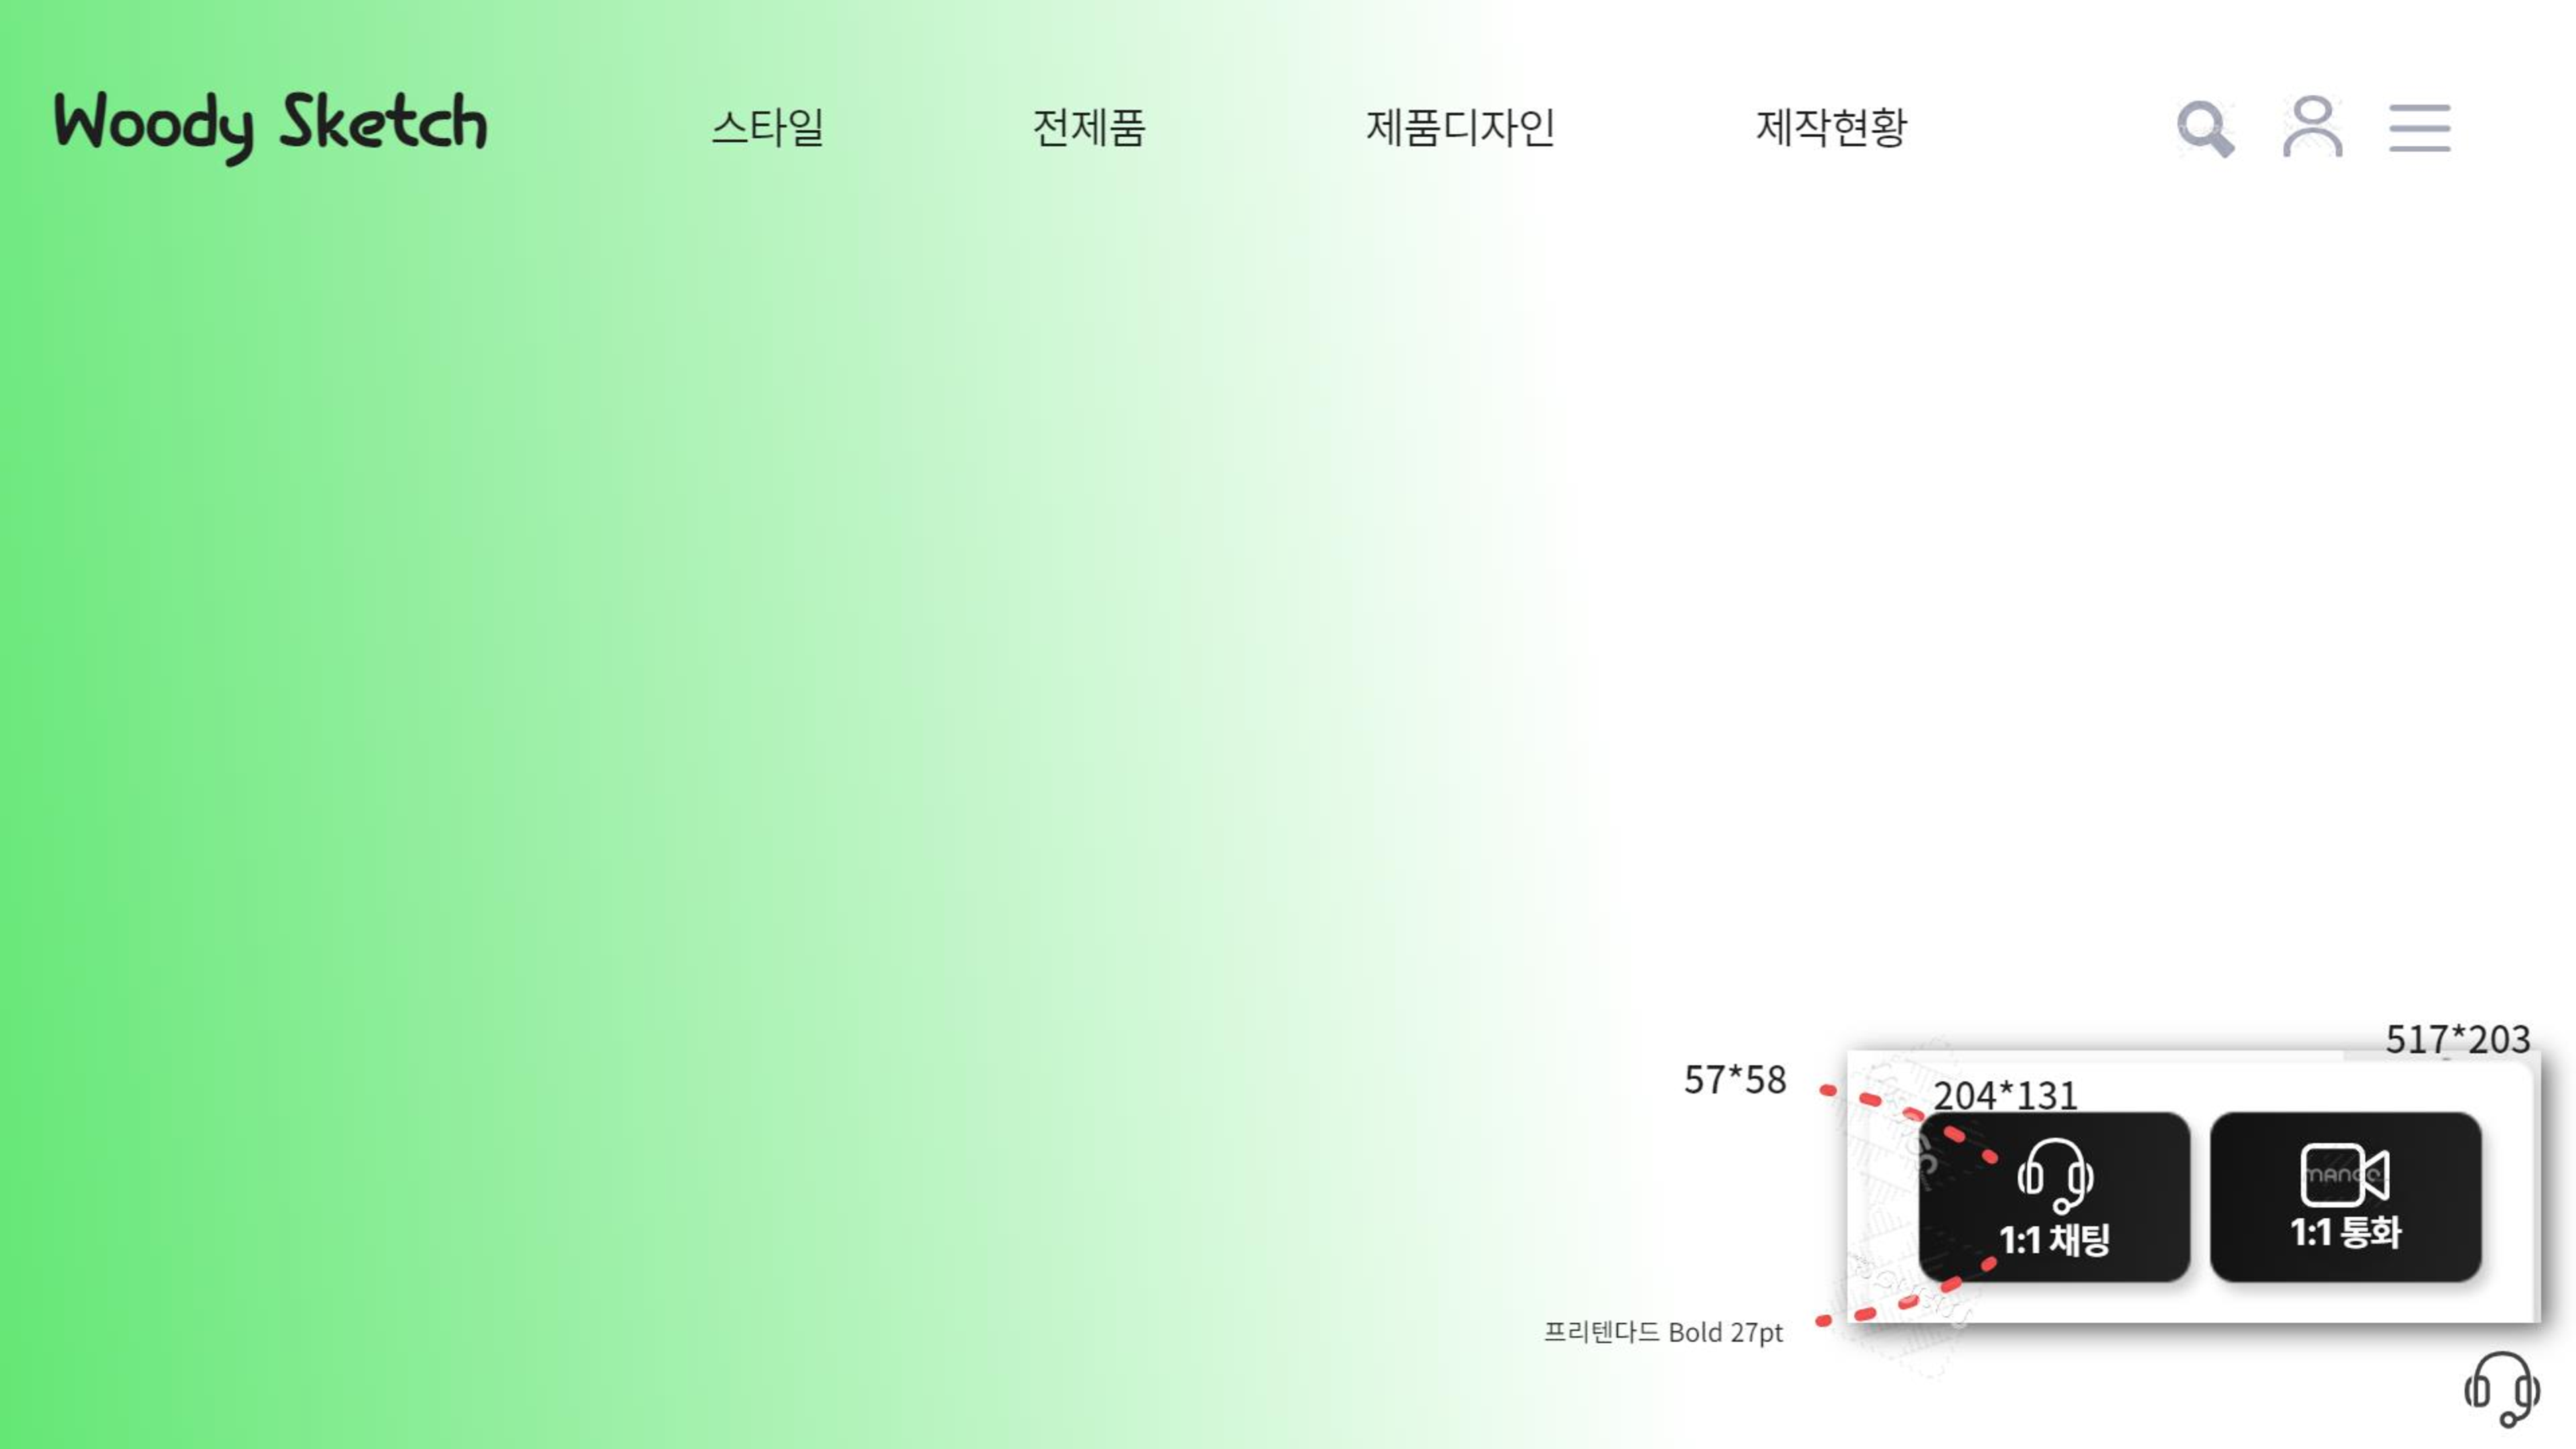 Woody Sketch
스타일
전제품
제품디자인
제작현황
517*203
57*58
204*131
1:1 채팅
1:1 통화
프리텐다드 Bold 27pt